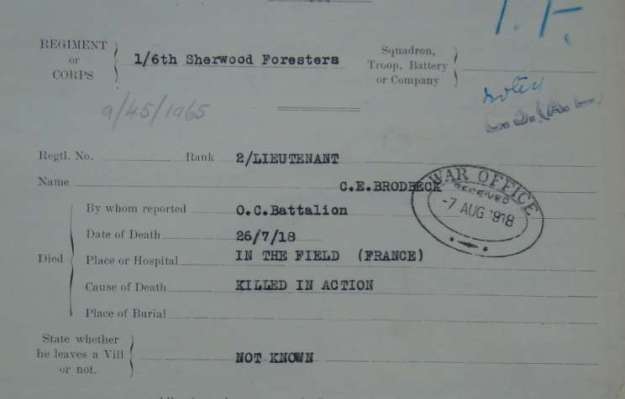 T.F.
REGIMENT
or
CORPS
1/6th Sherwood Foresters
Squadron,
Troop, Battery
or Company
noted
9/45/1965
Regtl. No. Rank 2/LIEUTENANT
Name C.E.BRODBECK
WAR OFFICE
RECEIVED
-7 AUG 1918
By whom reported O.C.Battalion
Date of Death 26/7/18
Died
Place or Hospital IN THE FIELD (FRANCE)
Cause of Death KILLED IN ACTION
Place of Burial
State whether
he leaves a Will
or not.
NOT KNOWN